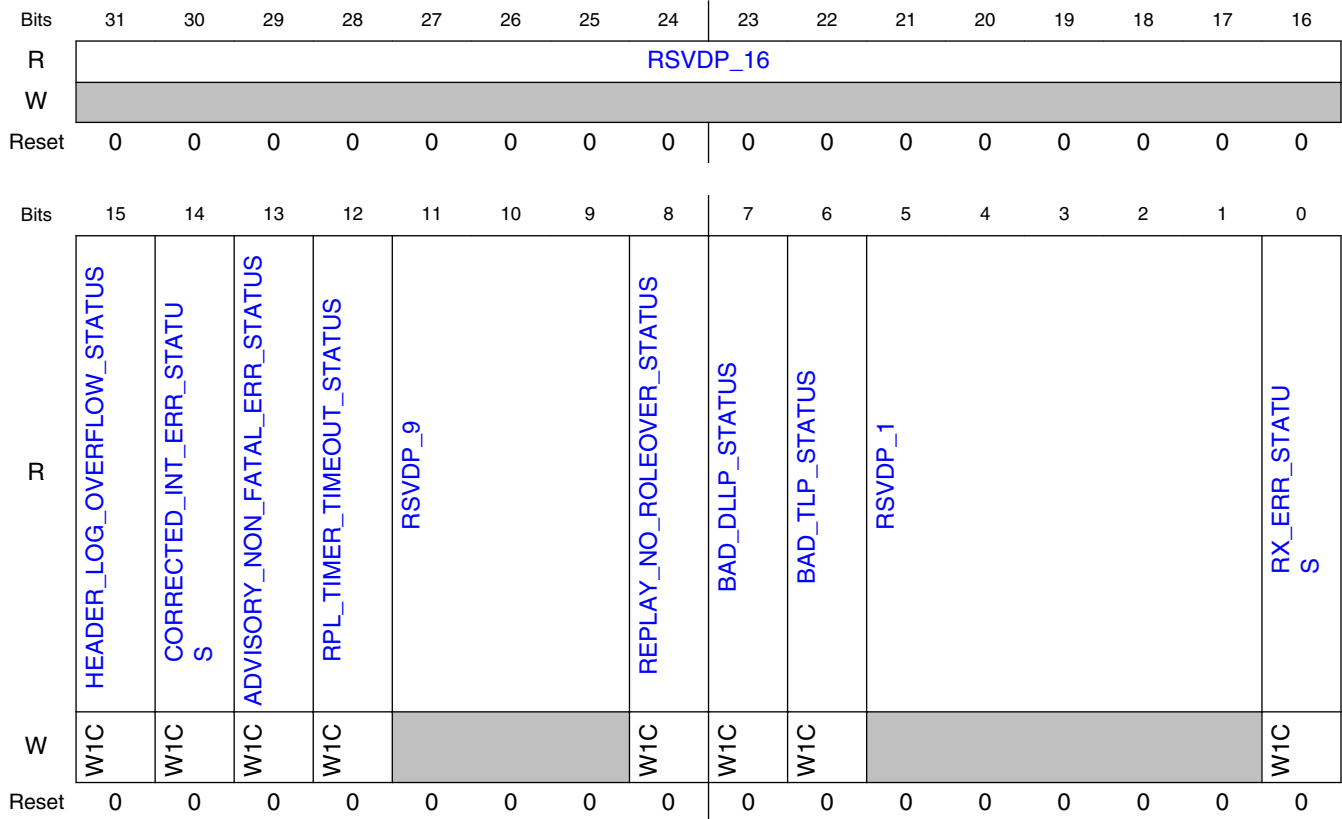 Bits 31 30 29 28 27 26 25 24 23 22 21 20 19 18 17 16
R RSVDP_16
W
Reset 0 0 0 0 0 0 0 0 0 0 0 0 0 0 0 0
Bits 15 14 13 12 11 10 9 8 7 6 5 4 3 2 1 0
R
HEADER_LOG_OVERFLOW_STATUS
CORRECTED_INT_ERR_STATU
S
ADVISORY_NON_FATAL_ERR_STATUS
RPL_TIMER_TIMEOUT_STATUS
RSVDP_9
REPLAY_NO_ROLEOVER_STATUS
BAD_DLLP_STATUS
BAD_TLP_STATUS
RSVDP_1
RX_ERR_STATU
S
W W1C W1C W1C W1C W1C W1C W1C W1C
Reset 0 0 0 0 0 0 0 0 0 0 0 0 0 0 0 0